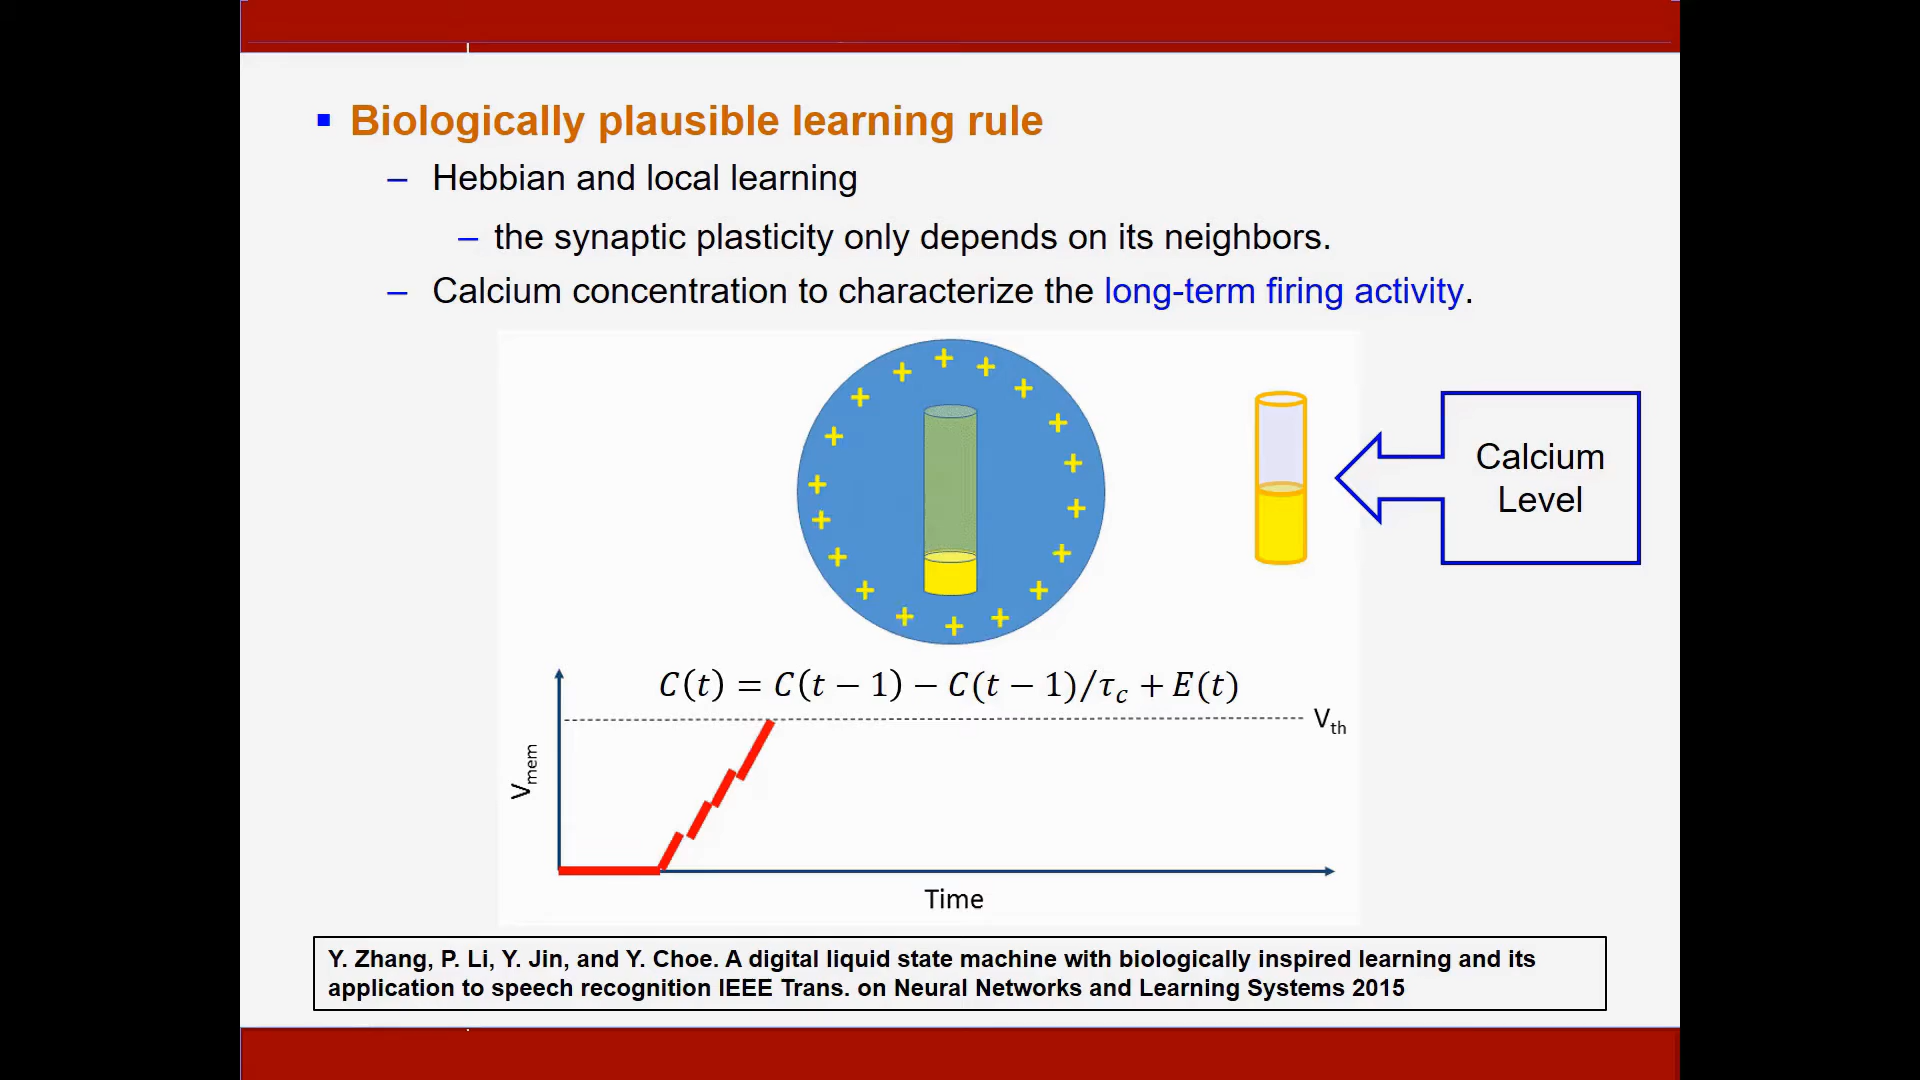 Biologically plausible learning rule
– Hebbian and local learning
– the synaptic plasticity only depends on its neighbors.
– Calcium concentration to characterize the long-term firing activity.
Calcium
Level
C(t) = C(t − 1) − C(t − 1)/τc + E(t)
Vth
Vmem
Time
Y. Zhang, P. Li, Y. Jin, and Y. Choe. A digital liquid state machine with biologically inspired learning and its
application to speech recognition IEEE Trans. on Neural Networks and Learning Systems 2015